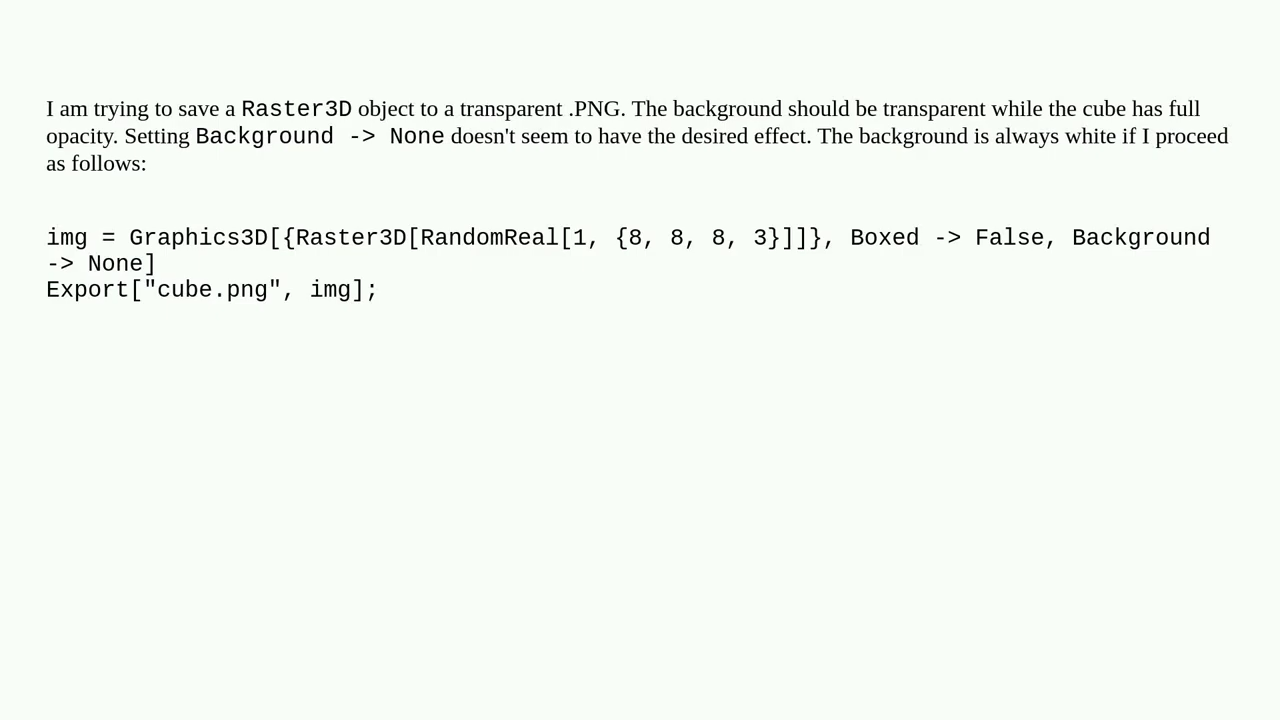 I am trying to save a Raster3D object to a transparent .PNG. The background should be transparent while the cube has full
opacity. Setting Background -> None doesn't seem to have the desired effect. The background is always white if I proceed
as follows:
img = Graphics3D[{Raster3D[RandomReal[1, {8, 8, 8, 3}]]}, Boxed -> False, Background
-> None]
Export["cube.png", img];